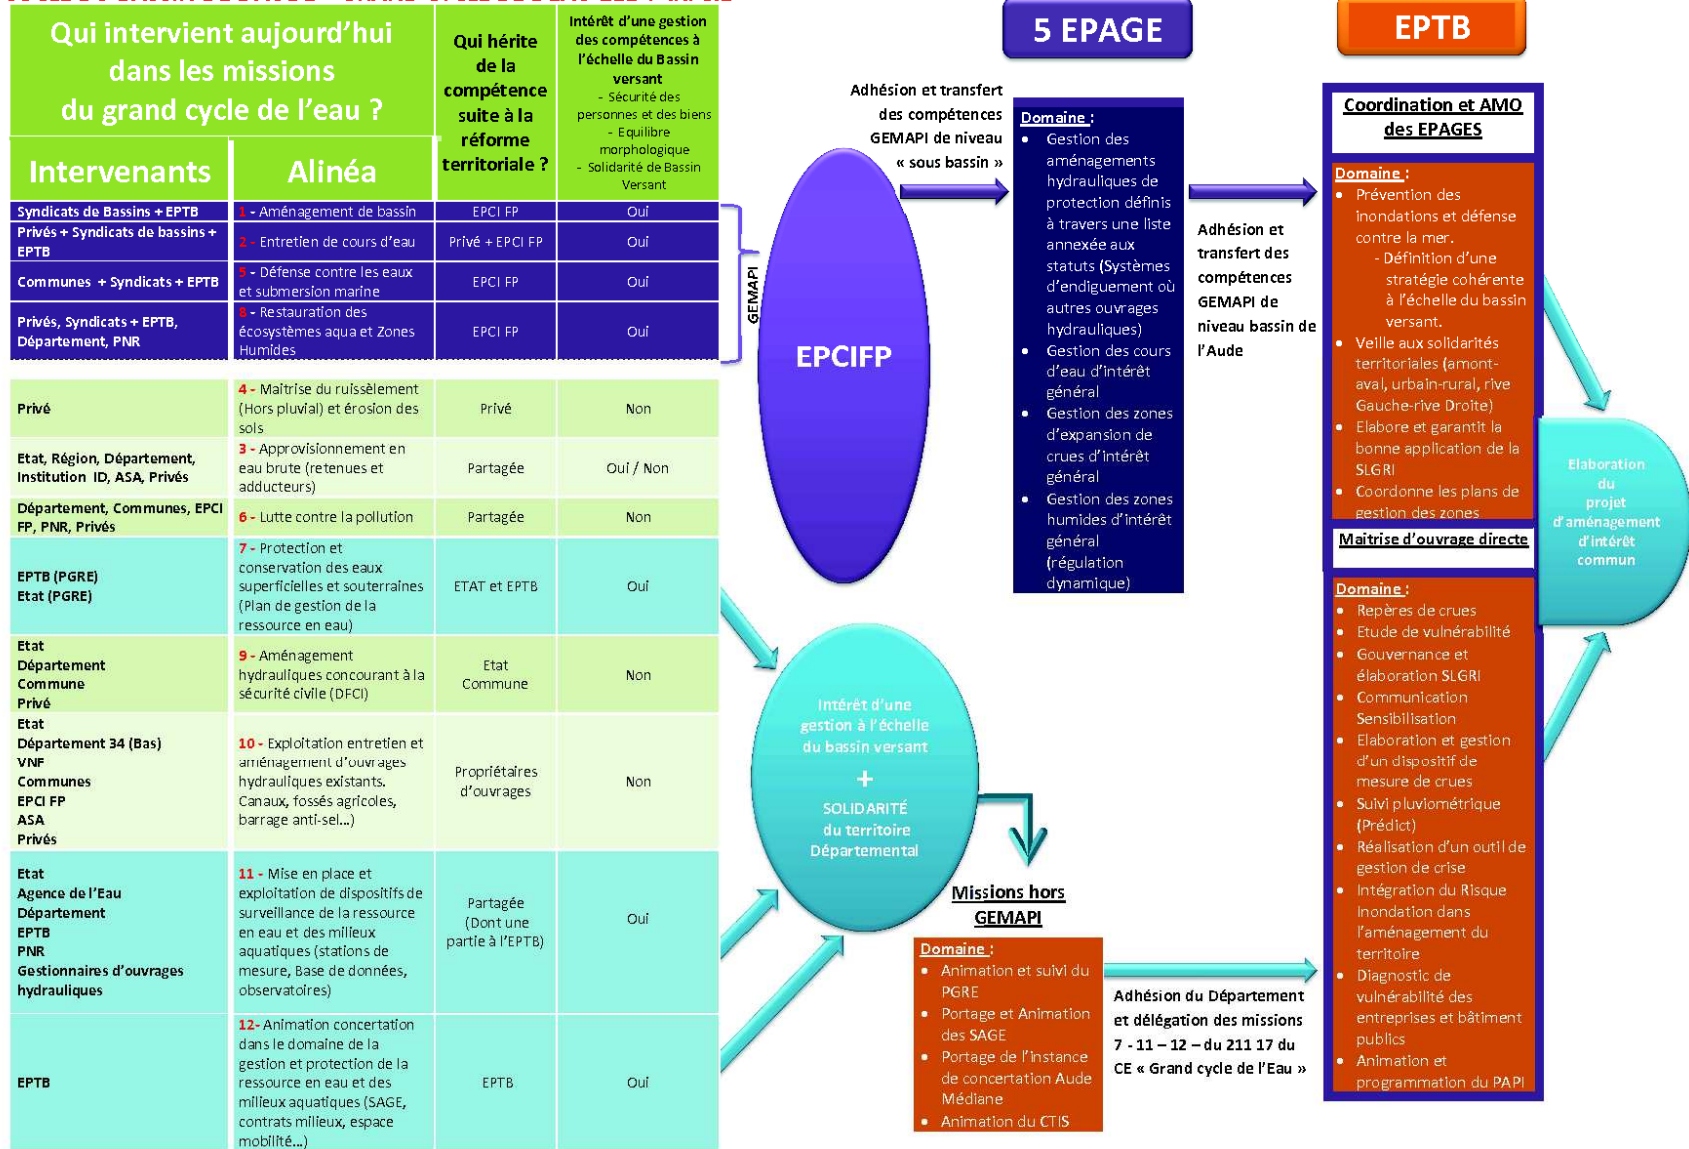 Qui intervient aujourd'hui
dans les missions
du grand cycle de l'eau ?
Qui hérite
de la
compétence
suite à la
réforme
territoriale ?
Intérêt d'une gestion
des compétences à
l'échelle du Bassin
versant
- Sécurité des
personnes et des biens
- Equilibre
morphologique
- Solidarité de Bassin
Versant
Intervenants
Alinéa
Syndicats de Bassins + EPTB
1 - Aménagement de bassin
EPCI FP
Oui
Privés + Syndicats de bassins +
EPTB
2 - Entretien de cours d'eau
Privé + EPCI FP
Oui
Communes + Syndicats + EPTB
5 - Défense contre les eaux
et submersion marine
EPCI FP
Oui
Privés, Syndicats + EPTB,
Département, PNR
8 - Restauration des
écosystèmes aqua et Zones
Humides
EPCI FP
Oui
Privé
4 - Maitrise du ruissèlement
(Hors pluvial) et érosion des
sols
Privé
Non
Etat, Région, Département,
Institution ID, ASA, Privés
3 - Approvisionnement en
eau brute (retenues et
adducteurs)
Partagée
Oui / Non
Département, Communes, EPCI
FP, PNR, Privés
6 - Lutte contre la pollution
Partagée
Non
EPTB (PGRE)
Etat (PGRE)
7 - Protection et
conservation des eaux
superficielles et souterraines
(Plan de gestion de la
ressource en eau)
ETAT et EPTB
Oui
Etat
Département
Commune
Privé
9 - Aménagement
hydrauliques concourant à la
sécurité civile (DFCI)
Etat
Commune
Non
Etat
Département 34 (Bas)
VNF
Communes
EPCI FP
ASA
Privés
10 - Exploitation entretien et
aménagement d'ouvrages
hydrauliques existants.
Canaux, fossés agricoles,
barrage anti-sel...)
Propriétaires
d'ouvrages
Non
Etat
Agence de l'Eau
Département
EPTB
PNR
Gestionnaires d'ouvrages
hydrauliques
11 - Mise en place et
exploitation de dispositifs de
surveillance de la ressource
en eau et des milieux
aquatiques (stations de
mesure, Base de données,
observatoires)
Partagée
(Dont une
partie à l'EPTB)
Oui
EPTB
12- Animation concertation
dans le domaine de la
gestion et protection de la
ressource en eau et des
milieux aquatiques (SAGE,
contrats milieux, espace
mobilité...)
EPTB
Oui
GEMAPI
EPCIFP
Adhésion et transfert
des compétences
GEMAPI de niveau
« sous bassin »
5 EPAGE
Domaine :
• Gestion des
aménagements
hydrauliques de
protection définis
à travers une liste
annexée aux
statuts (Systèmes
d'endiguement où
autres ouvrages
hydrauliques)
• Gestion des cours
d'eau d'intérêt
général
• Gestion des zones
d'expansion de
crues d'intérêt
général
• Gestion des zones
humides d'intérêt
général
(régulation
dynamique)
Adhésion et
transfert des
compétences
GEMAPI de
niveau bassin de
l'Aude
EPTB
Coordination et AMO
des EPAGES
Domaine :
• Prévention des
inondations et défense
contre la mer.
- Définition d'une
stratégie cohérente
à l'échelle du bassin
versant.
• Veille aux solidarités
territoriales (amont-
aval, urbain-rural, rive
Gauche-rive Droite)
• Elabore et garantit la
bonne application de la
SLGRI
• Coordonne les plans de
gestion des zones
Maitrise d'ouvrage directe
Domaine :
• Repères de crues
• Etude de vulnérabilité
• Gouvernance et
élaboration SLGRI
• Communication
Sensibilisation
• Elaboration et gestion
d'un dispositif de
mesure de crues
• Suivi pluviométrique
(Prédict)
• Réalisation d'un outil de
gestion de crise
• Intégration du Risque
Inondation dans
l'aménagement du
territoire
• Diagnostic de
vulnérabilité des
entreprises et bâtiment
publics
• Animation et
programmation du PAPI
Elaboration
du
projet
d'aménagement
d'intérêt
commun
Intérêt d'une
gestion à l'échelle
du bassin versant
+
SOLIDARITÉ
du territoire
Départemental
Missions hors
GEMAPI
Domaine :
• Animation et suivi du
PGRE
• Portage et Animation
des SAGE
• Portage de l'instance
de concertation Aude
Médiane
• Animation du CTIS
Adhésion du Département
et délégation des missions
7 - 11 – 12 – du 211 17 du
CE « Grand cycle de l'Eau »